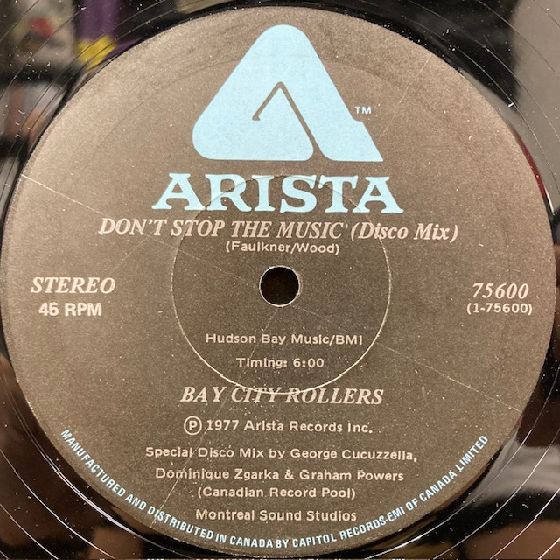 TM
ARISTA
DON'T STOP THE MUSIC (Disco Mix)
(Faulkner/Wood)
STEREO
45 RPM
75600
(1-75600)
Hudson Bay Music/BMI
Timing: 6:00
BAY CITY ROLLERS
Ⓟ 1977 Arista Records Inc.
Special Disco Mix by George Cucuzzella,
Dominique Zgarka & Graham Powers
(Canadian Record Pool)
Montreal Sound Studios
MANUFACTURED AND DISTRIBUTED IN CANADA BY CAPITOL RECORDS-EMI OF CANADA LIMITED